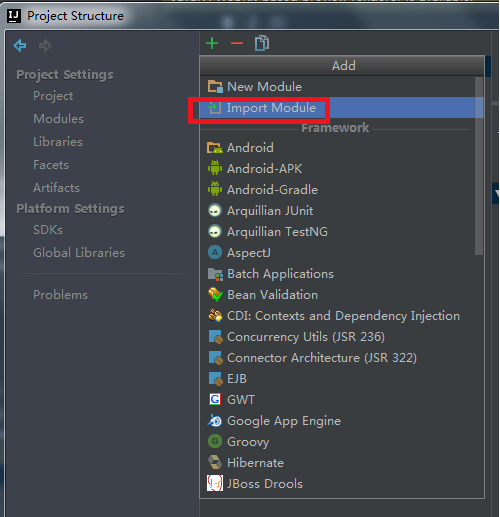 Project Structure
Project Settings
Project
Modules
Libraries
Facets
Artifacts
Platform Settings
SDKs
Global Libraries
Problems
Add
New Module
Import Module
Framework
Android
Android-APK
Android-Gradle
Arquillian JUnit
Arquillian TestNG
AspectJ
Batch Applications
Bean Validation
CDI: Contexts and Dependency Injection
Concurrency Utils (JSR 236)
Connector Architecture (JSR 322)
EJB
GWT
Google App Engine
Groovy
Hibernate
JBoss Drools